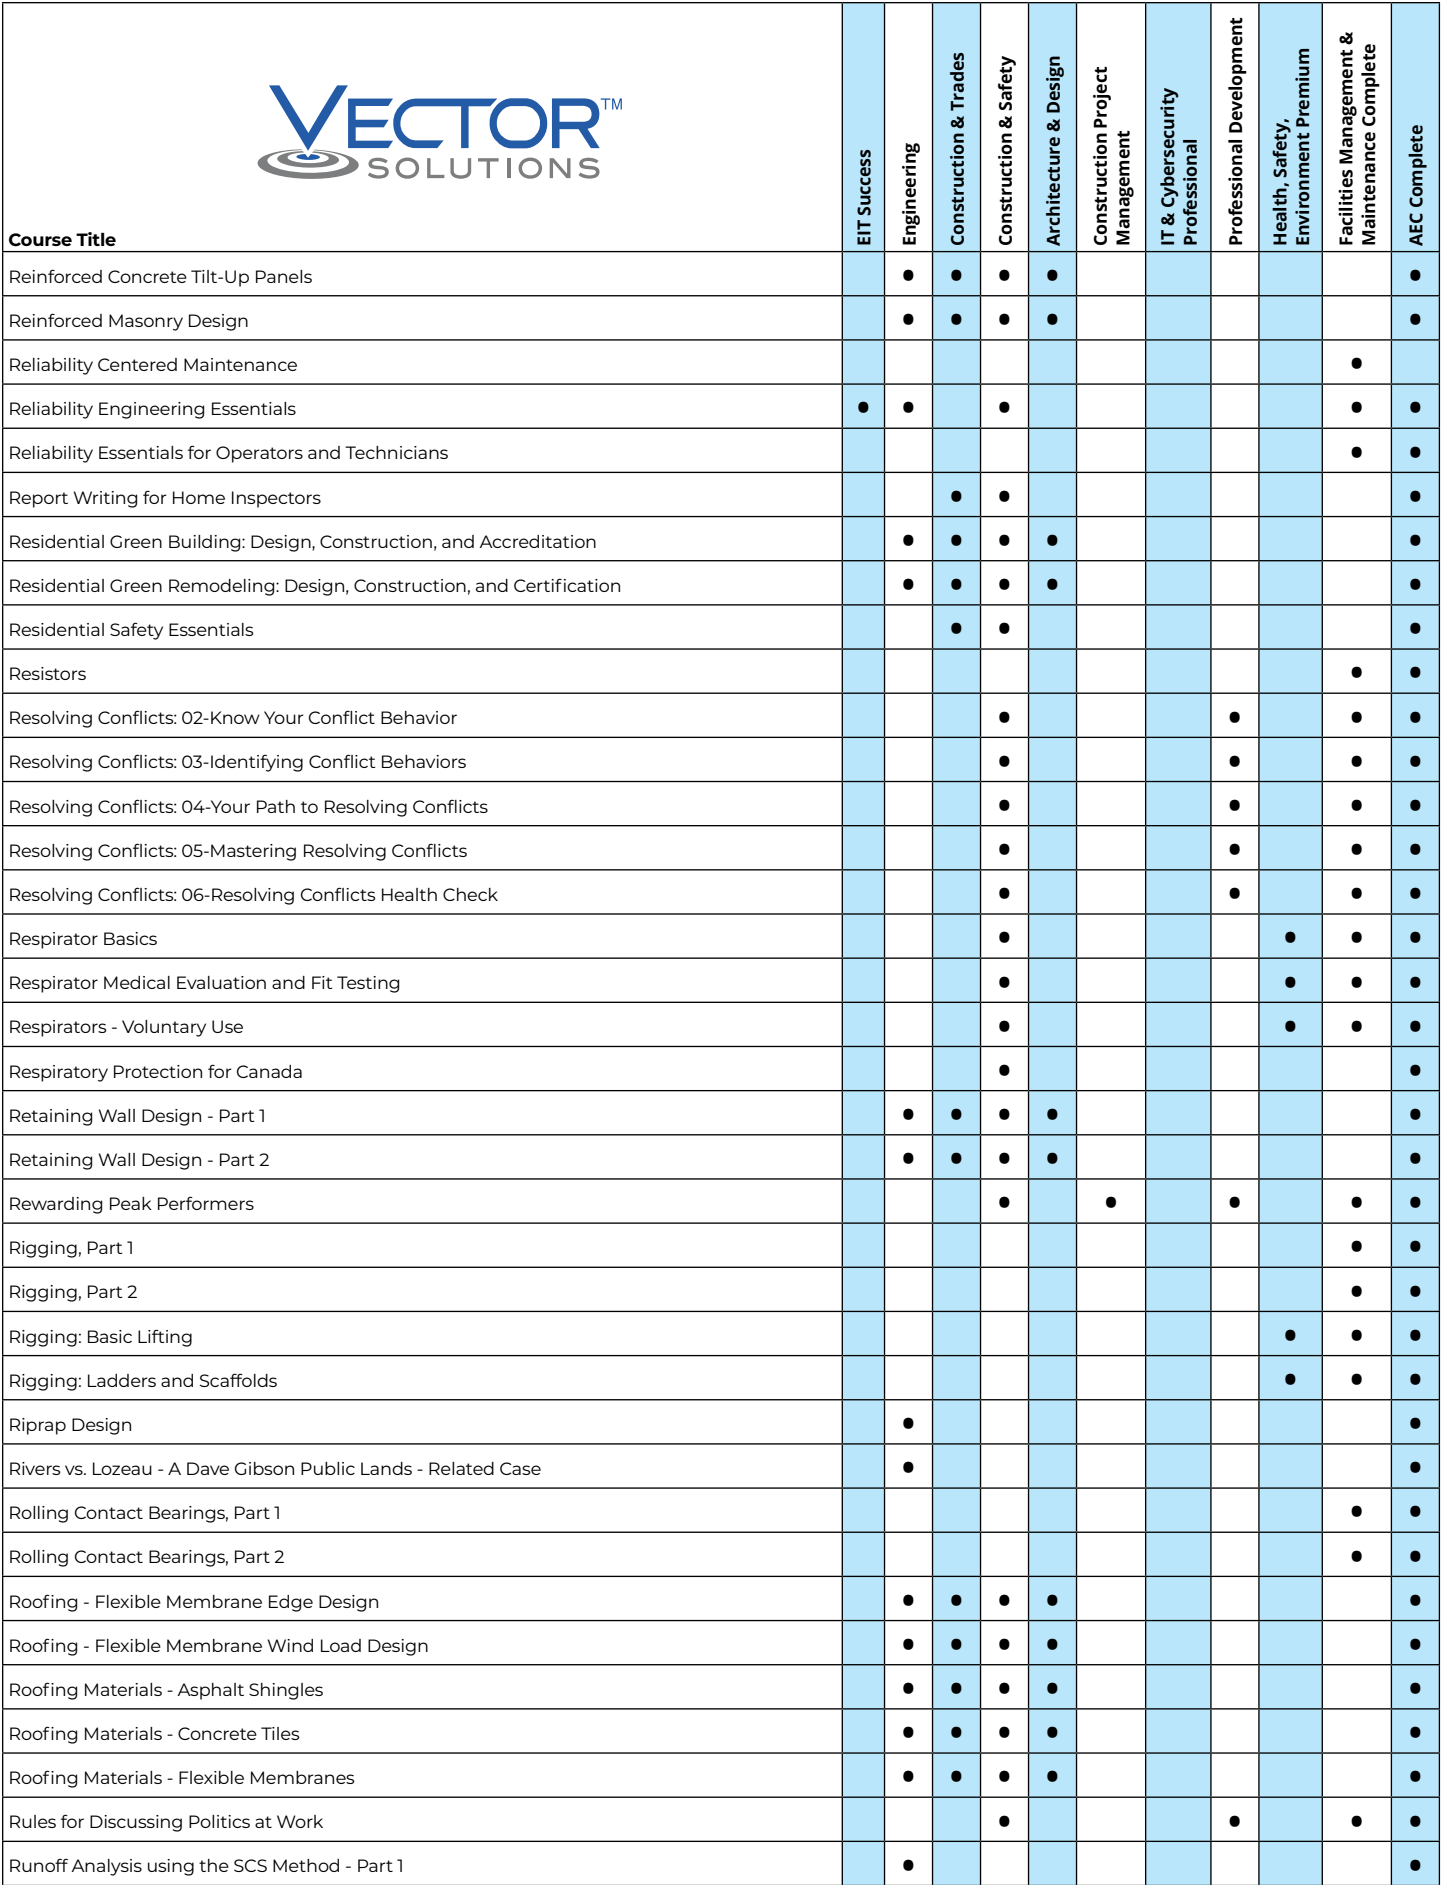 VECTOR™
SOLUTIONS
Course Title
EIT Success
Engineering
Construction & Trades
Construction & Safety
Architecture & Design
Construction Project
Management
IT & Cybersecurity
Professional
Professional Development
Health, Safety,
Environment Premium
Facilities Management &
Maintenance Complete
AEC Complete
Reinforced Concrete Tilt-Up Panels • • • • •
Reinforced Masonry Design • • • • •
Reliability Centered Maintenance •
Reliability Engineering Essentials • • • • •
Reliability Essentials for Operators and Technicians • •
Report Writing for Home Inspectors • • •
Residential Green Building: Design, Construction, and Accreditation • • • • •
Residential Green Remodeling: Design, Construction, and Certification • • • • •
Residential Safety Essentials • • •
Resistors • •
Resolving Conflicts: 02-Know Your Conflict Behavior • • • •
Resolving Conflicts: 03-Identifying Conflict Behaviors • • • •
Resolving Conflicts: 04-Your Path to Resolving Conflicts • • • •
Resolving Conflicts: 05-Mastering Resolving Conflicts • • • •
Resolving Conflicts: 06-Resolving Conflicts Health Check • • • •
Respirator Basics • • • •
Respirator Medical Evaluation and Fit Testing • • • •
Respirators - Voluntary Use • • • •
Respiratory Protection for Canada • •
Retaining Wall Design - Part 1 • • • • •
Retaining Wall Design - Part 2 • • • • •
Rewarding Peak Performers • • • • •
Rigging, Part 1 • •
Rigging, Part 2 • •
Rigging: Basic Lifting • • •
Rigging: Ladders and Scaffolds • • •
Riprap Design • •
Rivers vs. Lozeau - A Dave Gibson Public Lands - Related Case • •
Rolling Contact Bearings, Part 1 • •
Rolling Contact Bearings, Part 2 • •
Roofing - Flexible Membrane Edge Design • • • • •
Roofing - Flexible Membrane Wind Load Design • • • • •
Roofing Materials - Asphalt Shingles • • • • •
Roofing Materials - Concrete Tiles • • • • •
Roofing Materials - Flexible Membranes • • • • •
Rules for Discussing Politics at Work • • • •
Runoff Analysis using the SCS Method - Part 1 • •